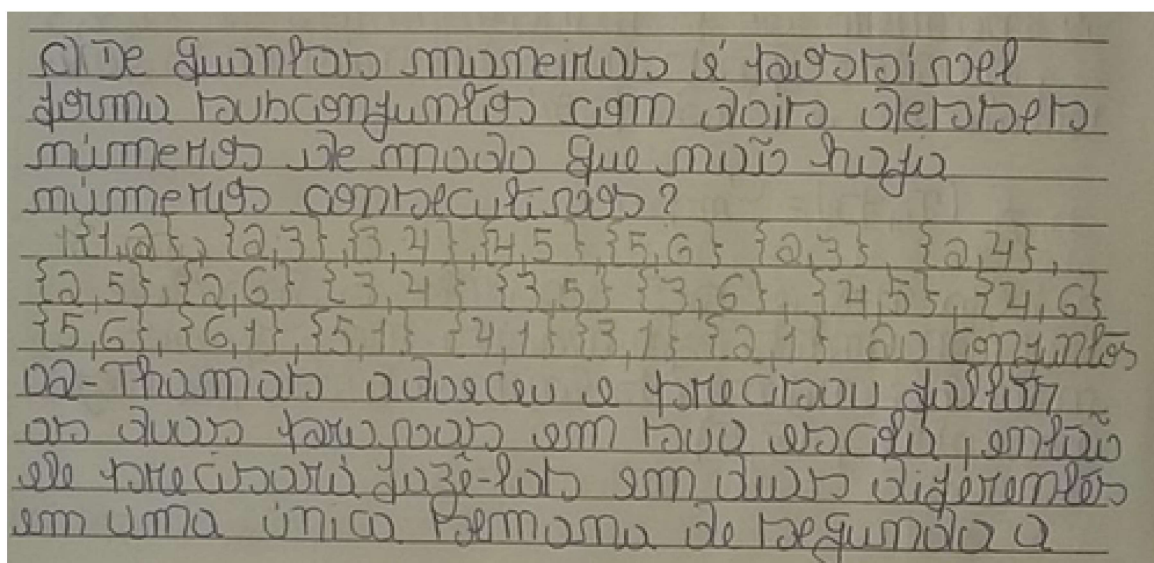 C) De quantas maneiras é possível
forma subconjuntos com dois desses
números de modo que não haja
números consecutivos?
{1,2}, {2,3}, {3,4}, {4,5} {5,6} {2,3}, {2,4},
{2,5}, {2,6} {3,4} {3,5} {3,6}, {4,5}, {4,6}
{5,6}, {6,1}, {5,1} {4,1} {3,1} {2,1} conjuntos
02-Thomas adoeceu e precisou faltar
as duas provas em sua escola, então
ele precisará fazê-las em dias diferentes
em uma única semana de segunda a